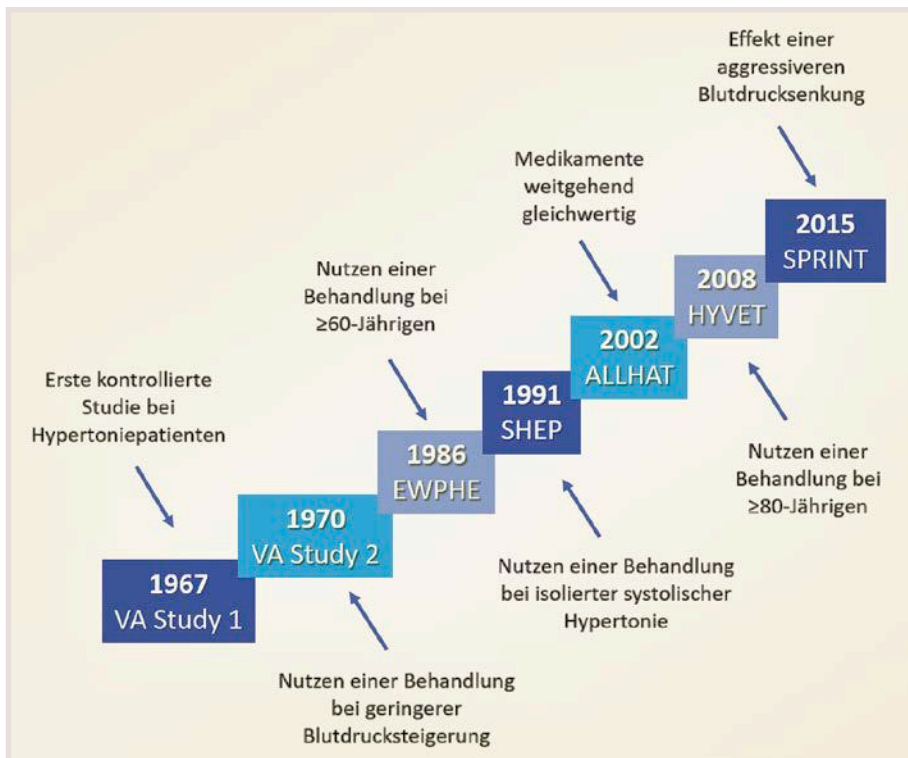 Effekt einer
aggressiveren
Blutdrucksenkung
Medikamente
weitgehend
gleichwertig
2015
SPRINT
Nutzen einer
Behandlung bei
≥60-Jährigen
2008
HYVET
2002
ALLHAT
Erste kontrollierte
Studie bei
Hypertoniepatienten
1991
SHEP
1986
EWPHE
Nutzen einer
Behandlung bei
≥80-Jährigen
1970
VA Study 2
1967
VA Study 1
Nutzen einer Behandlung
bei isolierter systolischer
Hypertonie
Nutzen einer Behandlung
bei geringerer
Blutdrucksteigerung